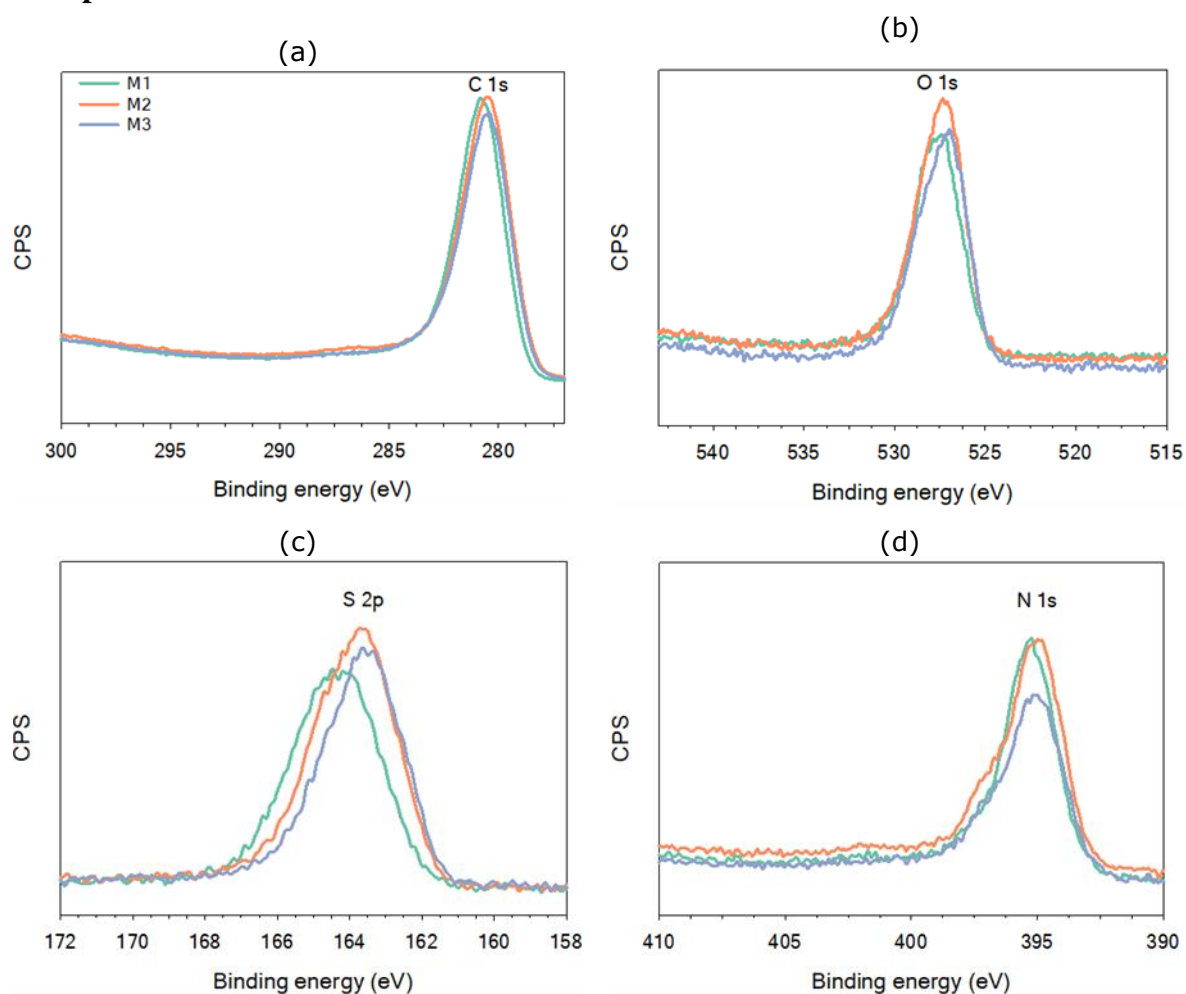 (a)
M1
M2
M3
C 1s
CPS
300 295 290 285 280
Binding energy (eV)
(b)
O 1s
CPS
540 535 530 525 520 515
Binding energy (eV)
(c)
S 2p
CPS
172 170 168 166 164 162 160 158
Binding energy (eV)
(d)
N 1s
CPS
410 405 400 395 390
Binding energy (eV)